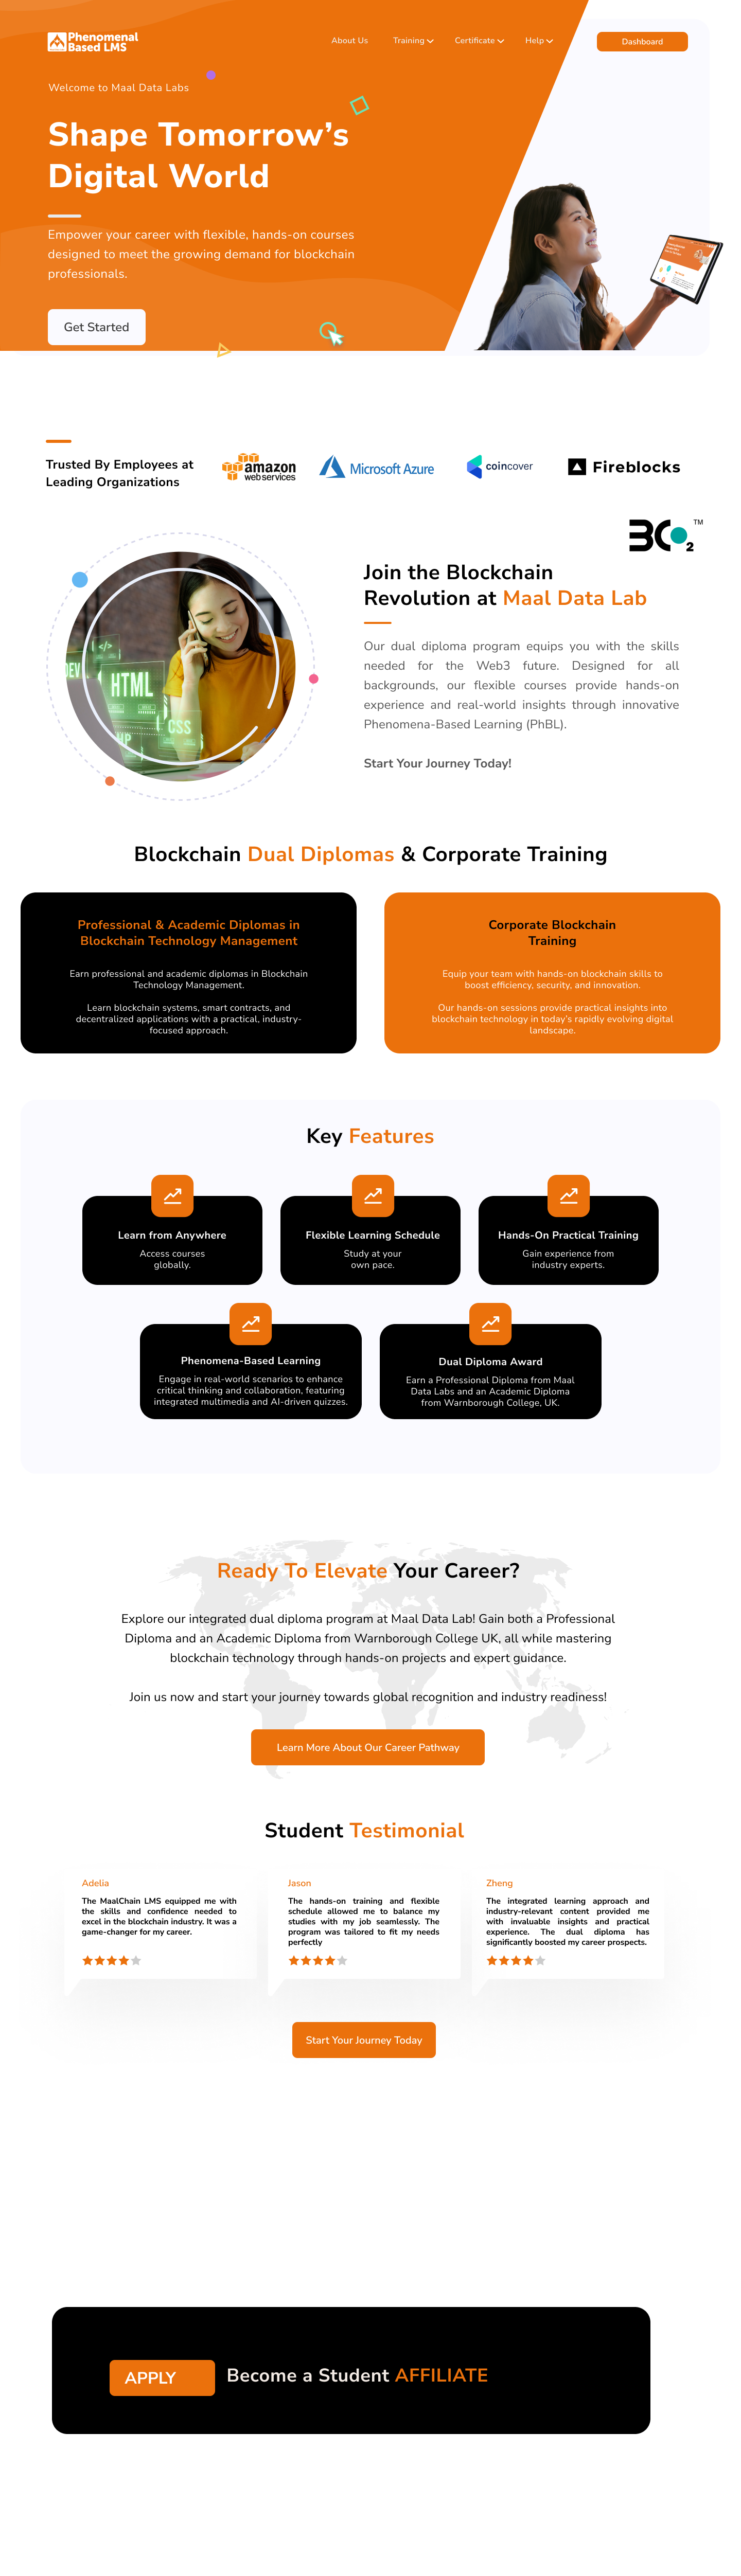 Phenomenal
Based LMS
About Us
Training
Certificate
Help
Dashboard
Welcome to Maal Data Labs
Shape Tomorrow’s
Digital World
Empower your career with flexible, hands-on courses
designed to meet the growing demand for blockchain
professionals.
Get Started
Trusted By Employees at
Leading Organizations
amazon
webservices
Microsoft Azure
coincover
Fireblocks
3C 2 TM
Join the Blockchain
Revolution at Maal Data Lab
Our dual diploma program equips you with the skills
needed for the Web3 future. Designed for all
backgrounds, our flexible courses provide hands-on
experience and real-world insights through innovative
Phenomena-Based Learning (PhBL).
Start Your Journey Today!
</>
DEV
HTML
CSS
HP
Blockchain Dual Diplomas & Corporate Training
Professional & Academic Diplomas in
Blockchain Technology Management
Earn professional and academic diplomas in Blockchain
Technology Management.
Learn blockchain systems, smart contracts, and
decentralized applications with a practical, industry-
focused approach.
Corporate Blockchain
Training
Equip your team with hands-on blockchain skills to
boost efficiency, security, and innovation.
Our hands-on sessions provide practical insights into
blockchain technology in today’s rapidly evolving digital
landscape.
Key Features
Learn from Anywhere
Access courses
globally.
Flexible Learning Schedule
Study at your
own pace.
Hands-On Practical Training
Gain experience from
industry experts.
Phenomena-Based Learning
Engage in real-world scenarios to enhance
critical thinking and collaboration, featuring
integrated multimedia and AI-driven quizzes.
Dual Diploma Award
Earn a Professional Diploma from Maal
Data Labs and an Academic Diploma
from Warnborough College, UK.
Ready To Elevate Your Career?
Explore our integrated dual diploma program at Maal Data Lab! Gain both a Professional
Diploma and an Academic Diploma from Warnborough College UK, all while mastering
blockchain technology through hands-on projects and expert guidance.
Join us now and start your journey towards global recognition and industry readiness!
Learn More About Our Career Pathway
Student Testimonial
Adelia
The MaalChain LMS equipped me with
the skills and confidence needed to
excel in the blockchain industry. It was a
game-changer for my career.
Jason
The hands-on training and flexible
schedule allowed me to balance my
studies with my job seamlessly. The
program was tailored to fit my needs
perfectly
Zheng
The integrated learning approach and
industry-relevant content provided me
with invaluable insights and practical
experience. The dual diploma has
significantly boosted my career prospects.
Start Your Journey Today
APPLY
Become a Student AFFILIATE